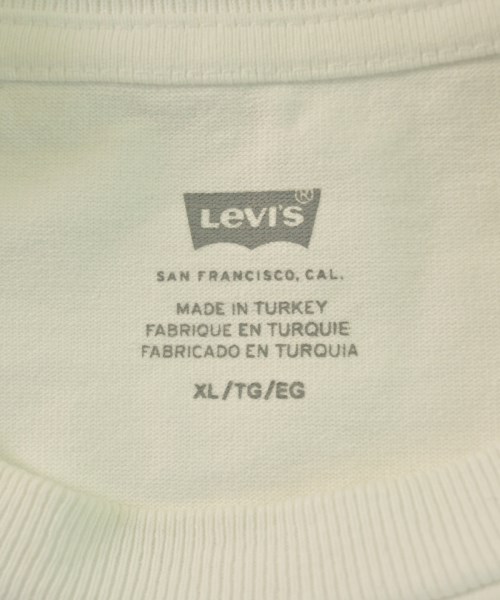 Levi's®
SAN FRANCISCO, CAL.
MADE IN TURKEY
FABRIQUE EN TURQUIE
FABRICADO EN TURQUIA
XL/TG/EG